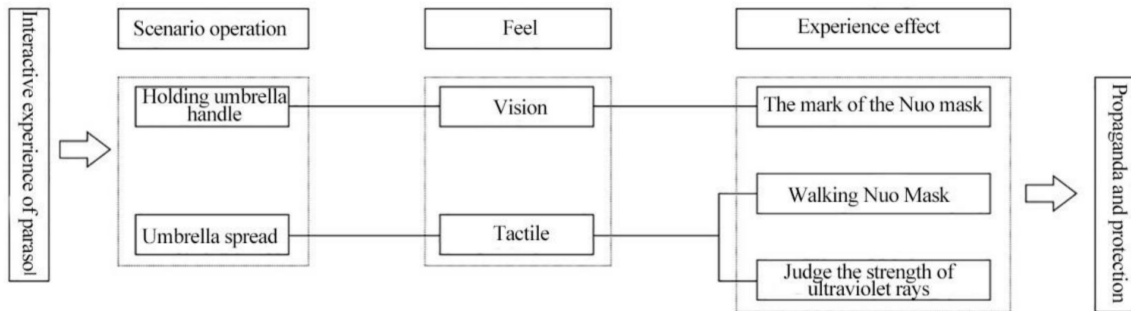 Interactive experience of parasol
Scenario operation
Feel
Experience effect
Holding umbrella
handle
Vision
The mark of the Nuo mask
Umbrella spread
Tactile
Walking Nuo Mask
Judge the strength of
ultraviolet rays
Propaganda and protection